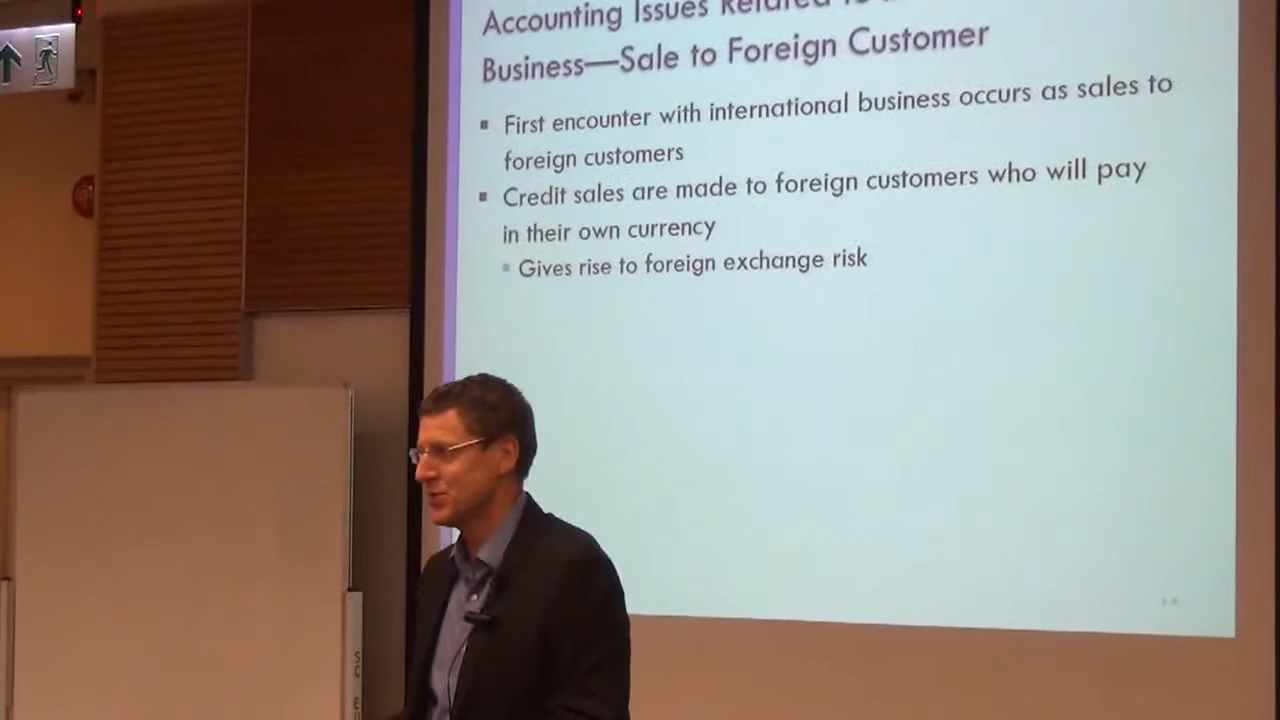 Accounting Issues Related
Business—Sale to Foreign Customer
▪ First encounter with international business occurs as sales to
foreign customers
▪ Credit sales are made to foreign customers who will pay
in their own currency
▪ Gives rise to foreign exchange risk